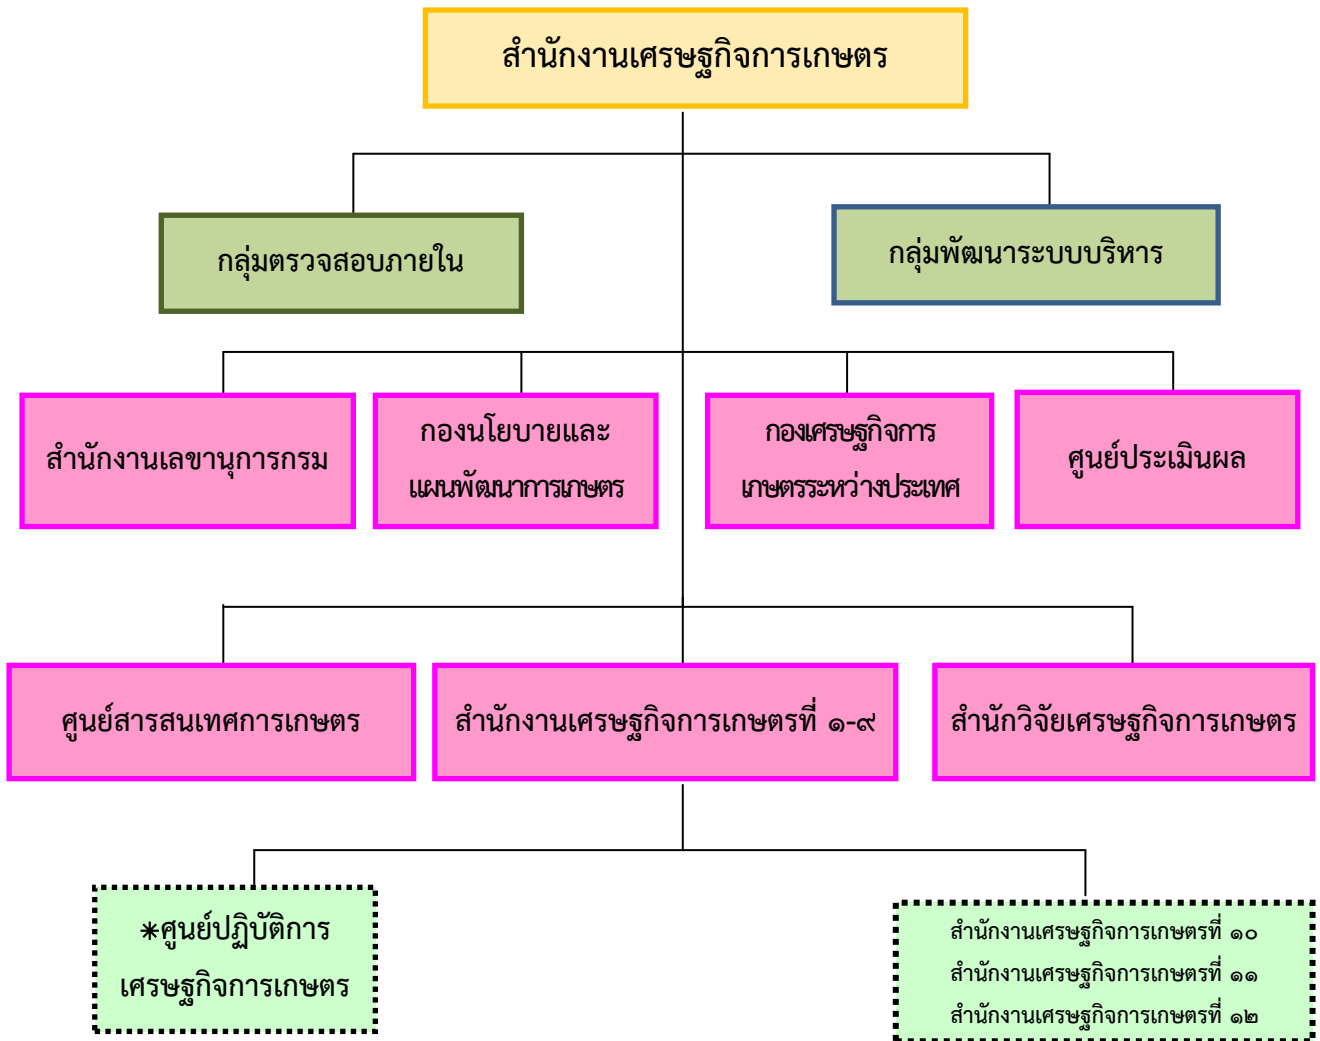 สำนักงานเศรษฐกิจการเกษตร
กลุ่มตรวจสอบภายใน
กลุ่มพัฒนาระบบบริหาร
สำนักงานเลขานุการกรม
กองนโยบายและ
แผนพัฒนาการเกษตร
กองเศรษฐกิจการ
เกษตรระหว่างประเทศ
ศูนย์ประเมินผล
ศูนย์สารสนเทศการเกษตร
สำนักงานเศรษฐกิจการเกษตรที่ ๑-๙
สำนักวิจัยเศรษฐกิจการเกษตร
*ศูนย์ปฏิบัติการ
เศรษฐกิจการเกษตร
สำนักงานเศรษฐกิจการเกษตรที่ ๑๐
สำนักงานเศรษฐกิจการเกษตรที่ ๑๑
สำนักงานเศรษฐกิจการเกษตรที่ ๑๒